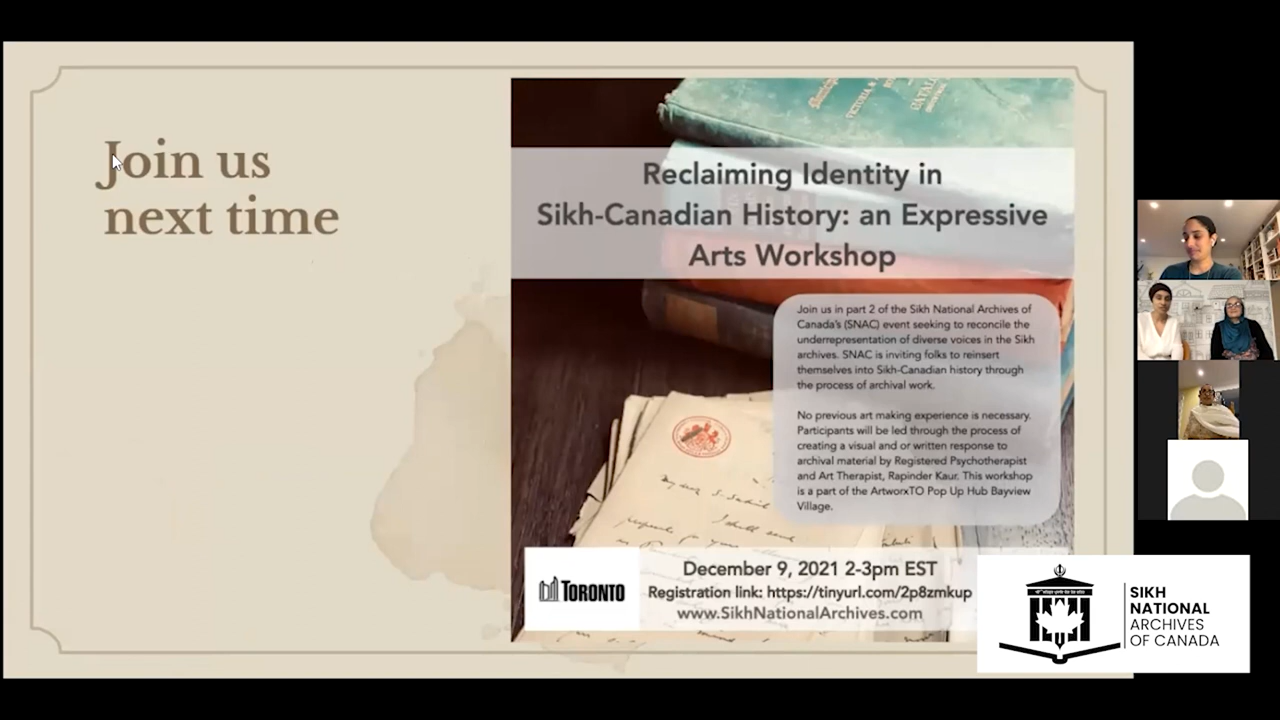 Join us
next time
Reclaiming Identity in
Sikh-Canadian History: an Expressive
Arts Workshop
Join us in part 2 of the Sikh National Archives of
Canada's (SNAC) event seeking to reconcile the
underrepresentation of diverse voices in the Sikh
archives. SNAC is inviting folks to reinsert
themselves into Sikh-Canadian history through
the process of archival work.
No previous art making experience is necessary.
Participants will be led through the process of
creating a visual and or written response to
archival material by Registered Psychotherapist
and Art Therapist, Rapinder Kaur. This workshop
is a part of the ArtworxTO Pop Up Hub Bayview
Village.
TORONTO
December 9, 2021 2-3pm EST
Registration link: https://tinyurl.com/2p8zmkup
www.SikhNationalArchives.com
SIKH
NATIONAL
ARCHIVES
OF CANADA